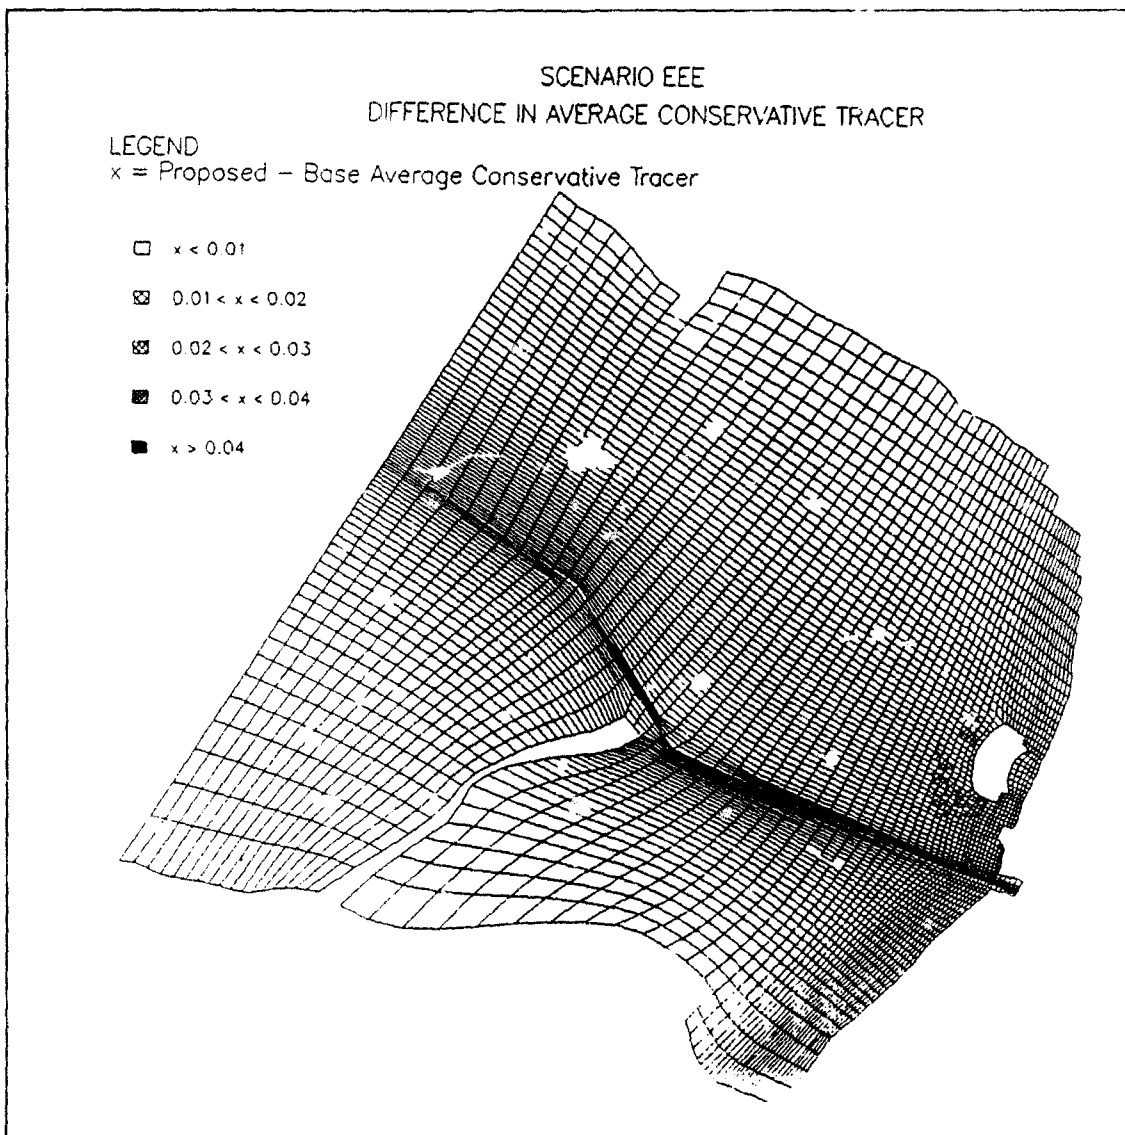 SCENARIO EEE
DIFFERENCE IN AVERAGE CONSERVATIVE TRACER
LEGEND
x = Proposed - Base Average Conservative Tracer
x < 0.01
0.01 < x < 0.02
0.02 < x < 0.03
0.03 < x < 0.04
x > 0.04